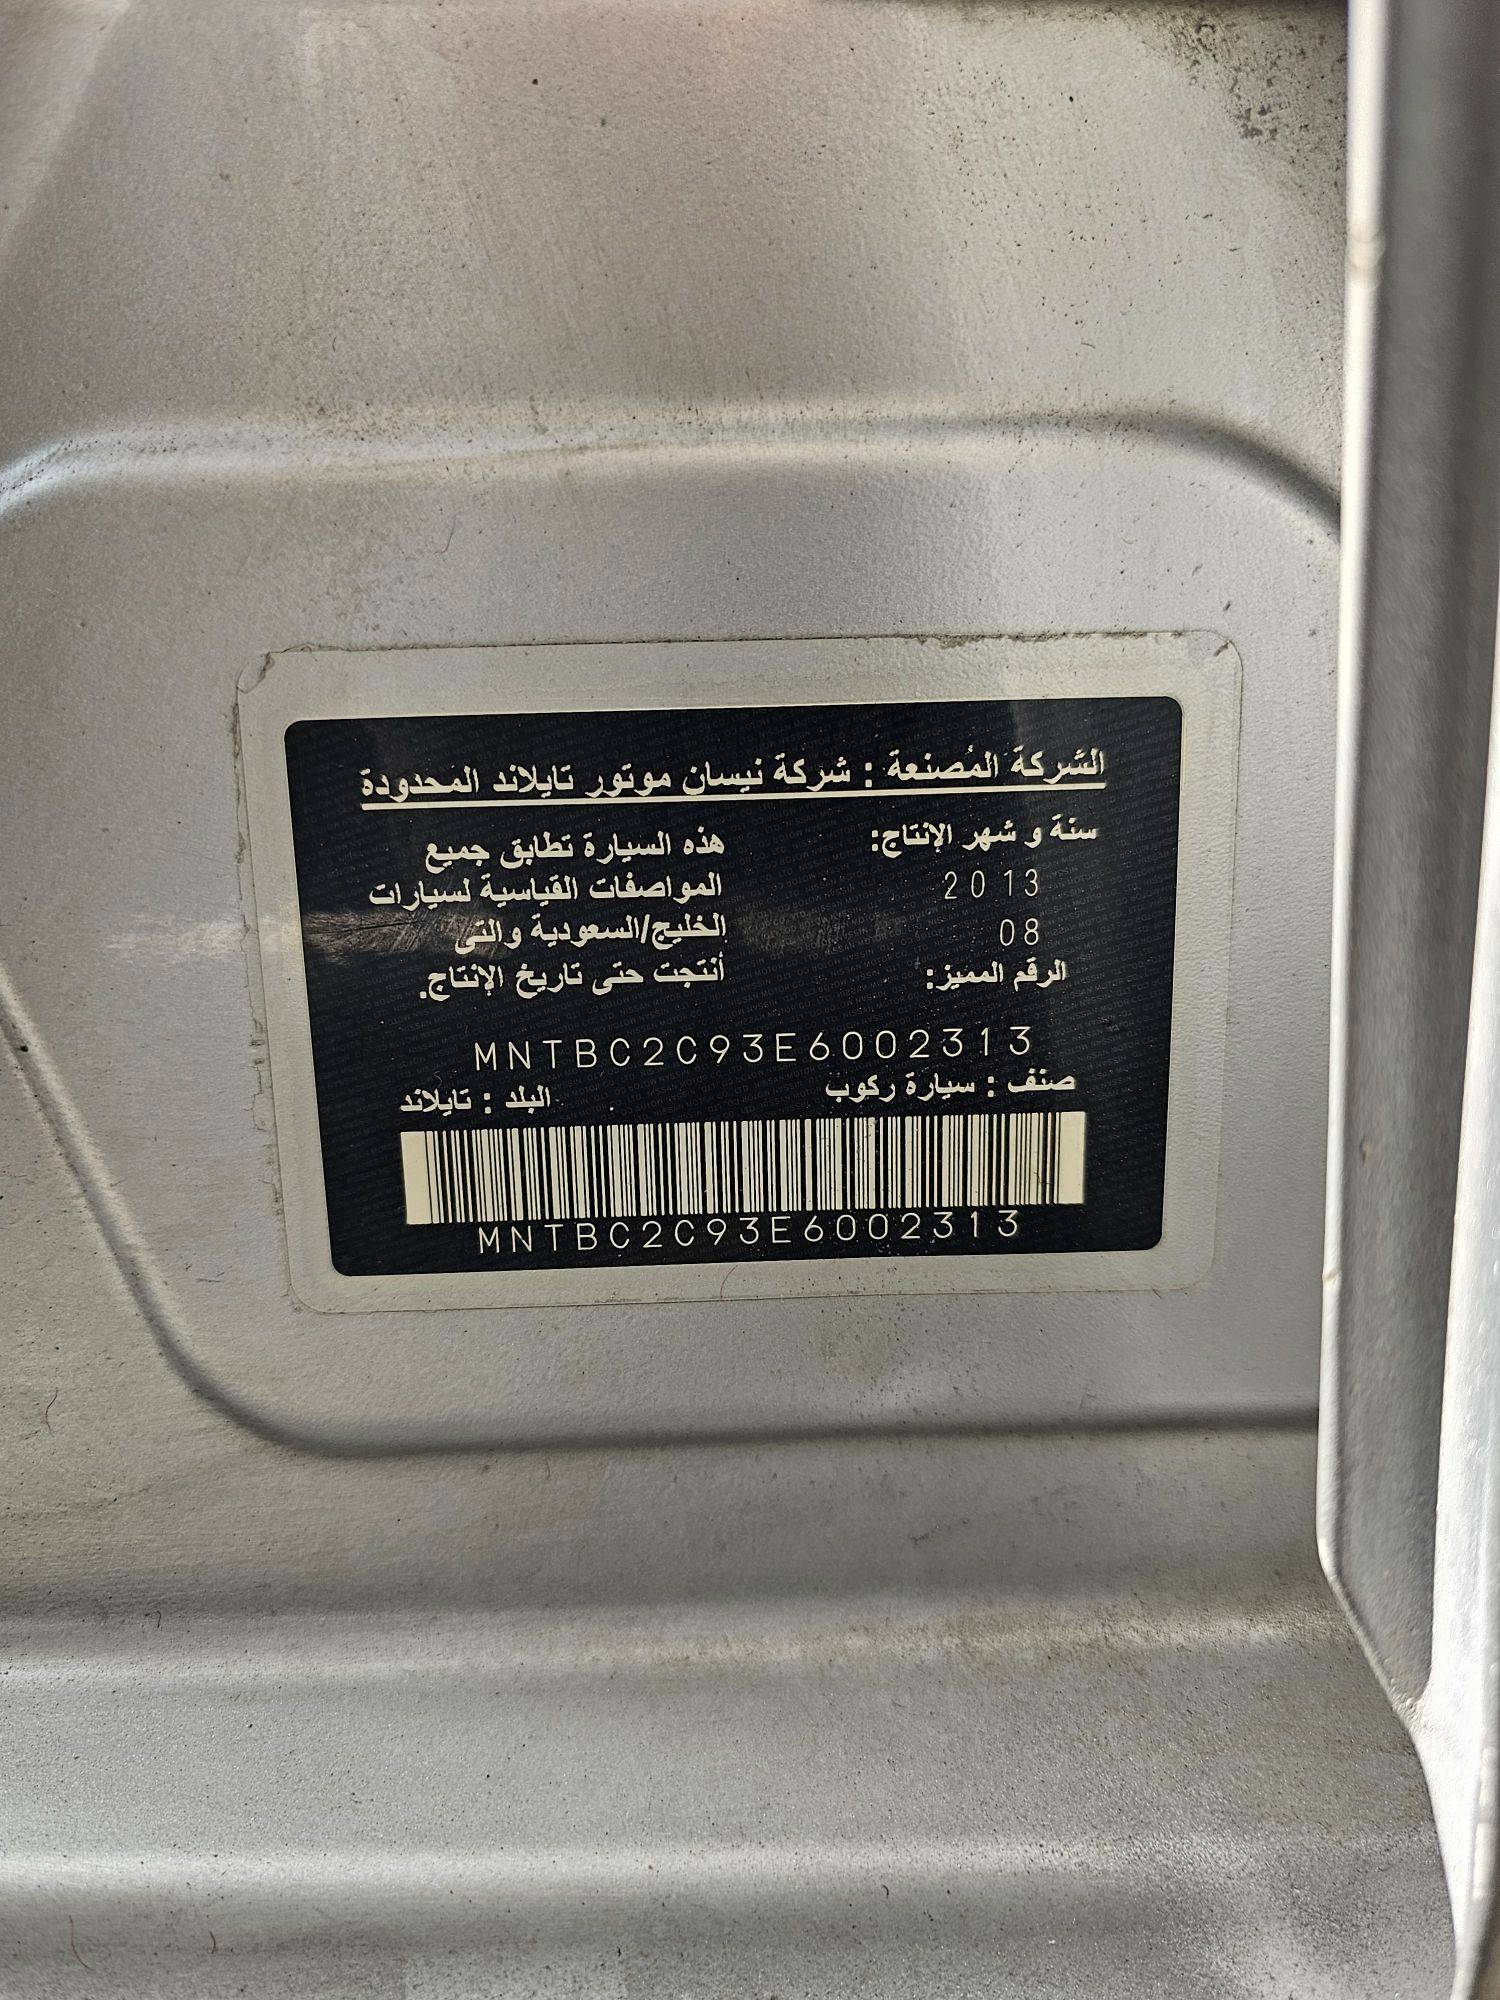 الشركة المُصنعة : شركة نيسان موتور تايلاند المحدودة
سنة و شهر الإنتاج:
2013
08
هذه السيارة تطابق جميع
المواصفات القياسية لسيارات
الخليج/السعودية والتى
أنتجت حتى تاريخ الإنتاج.
الرقم المميز:
MNTBC2C93E6002313
صنف : سيارة ركوب
البلد : تايلاند
MNTBC2C93E6002313